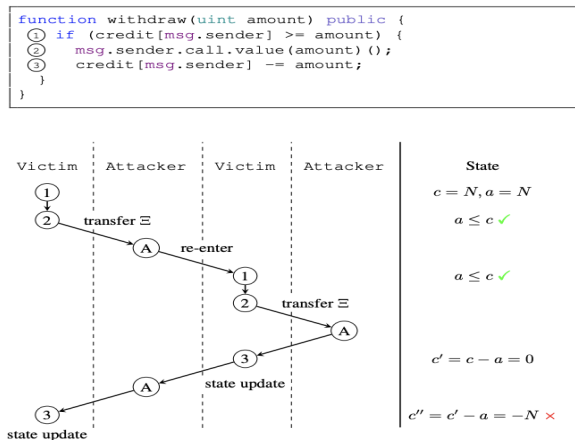 function withdraw(uint amount) public {
① if (credit[msg.sender] >= amount) {
② msg.sender.call.value(amount)();
③ credit[msg.sender] -= amount;
}
}
Victim Attacker Victim Attacker State
1 c = N, a = N
2 transfer Ξ a ≤ c ✓
A re-enter
1 a ≤ c ✓
2 transfer Ξ
A
3 c′ = c − a = 0
state update
A
3 c″ = c′ − a = −N ×
state update